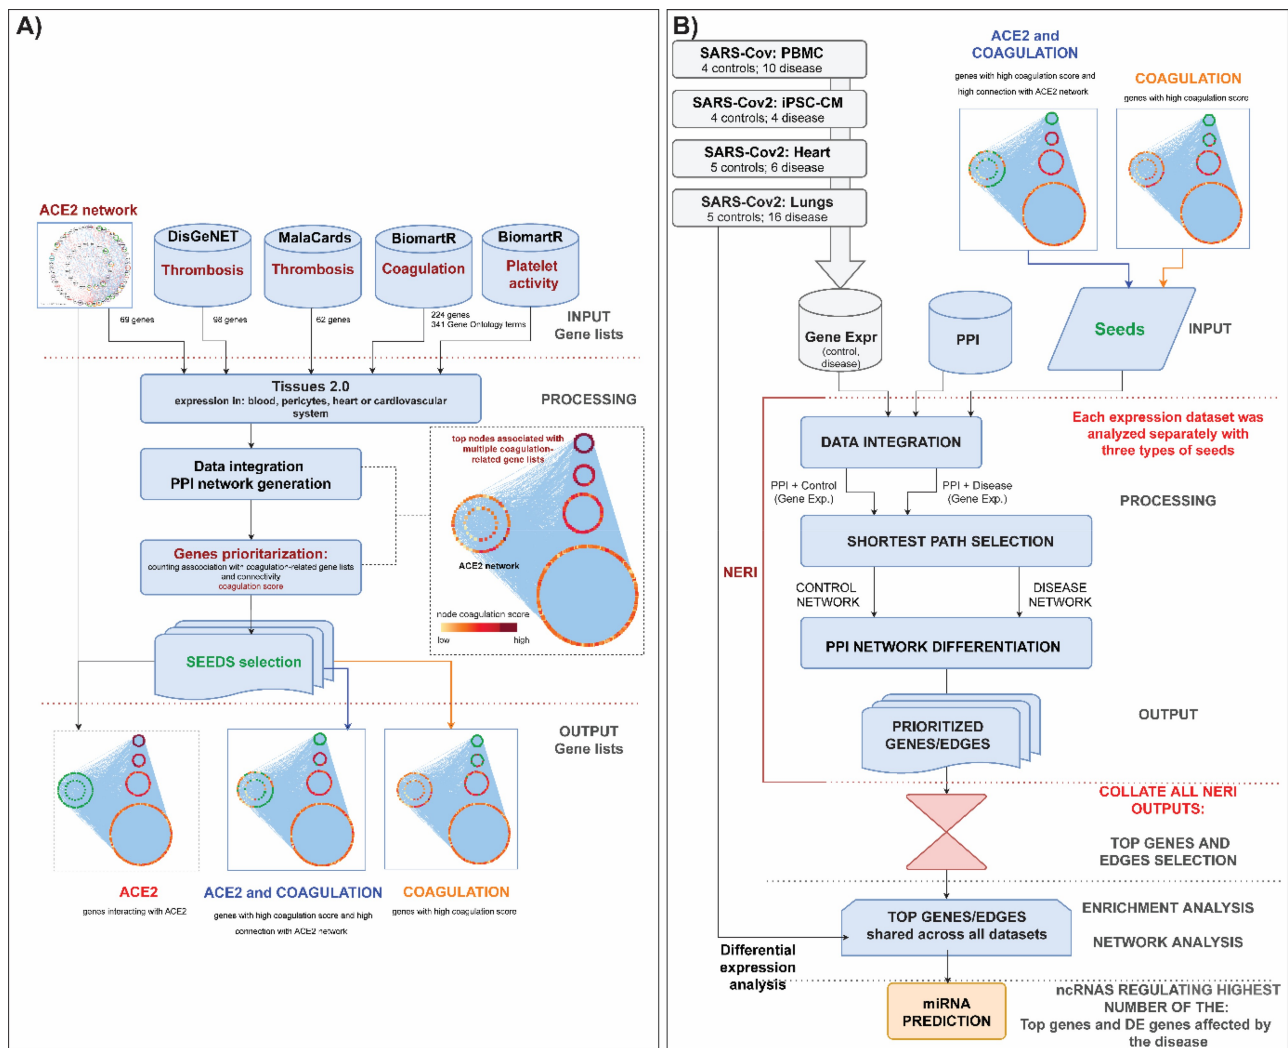 A)
ACE2 network
DisGeNET
Thrombosis
MalaCards
Thrombosis
BiomartR
Coagulation
BiomartR
Platelet
activity
69 genes
98 genes
62 genes
224 genes
341 Gene Ontology terms
INPUT
Gene lists
Tissues 2.0
expression in: blood, pericytes, heart or cardiovascular
system
PROCESSING
Data integration
PPI network generation
top nodes associated with
multiple coagulation-
related gene lists
ACE2 network
node coagulation score
low
high
Genes prioritarization:
counting association with coagulation-related gene lists
and connectivity
coagulation score
SEEDS selection
OUTPUT
Gene lists
ACE2
genes interacting with ACE2
ACE2 and COAGULATION
genes with high coagulation score and high
connection with ACE2 network
COAGULATION
genes with high coagulation score
B)
SARS-Cov: PBMC
4 controls; 10 disease
SARS-Cov2: iPSC-CM
4 controls; 4 disease
SARS-Cov2: Heart
5 controls; 6 disease
SARS-Cov2: Lungs
5 controls; 16 disease
ACE2 and
COAGULATION
genes with high coagulation score and
high connection with ACE2 network
COAGULATION
genes with high coagulation score
Gene Expr
(control,
disease)
PPI
Seeds
INPUT
NERI
DATA INTEGRATION
Each expression dataset was
analyzed separately with
three types of seeds
PPI + Control
(Gene Exp.)
PPI + Disease
(Gene Exp.)
PROCESSING
SHORTEST PATH SELECTION
CONTROL
NETWORK
DISEASE
NETWORK
PPI NETWORK DIFFERENTIATION
PRIORITIZED
GENES/EDGES
OUTPUT
COLLATE ALL NERI
OUTPUTS:
TOP GENES AND
EDGES SELECTION
TOP GENES/EDGES
shared across all datasets
ENRICHMENT ANALYSIS
NETWORK ANALYSIS
Differential
expression
analysis
miRNA
PREDICTION
ncRNAS REGULATING HIGHEST
NUMBER OF THE:
Top genes and DE genes affected by
the disease